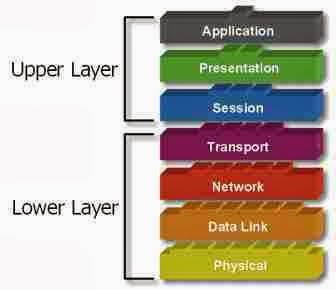 Upper Layer
Application
Presentation
Session
Lower Layer
Transport
Network
Data Link
Physical